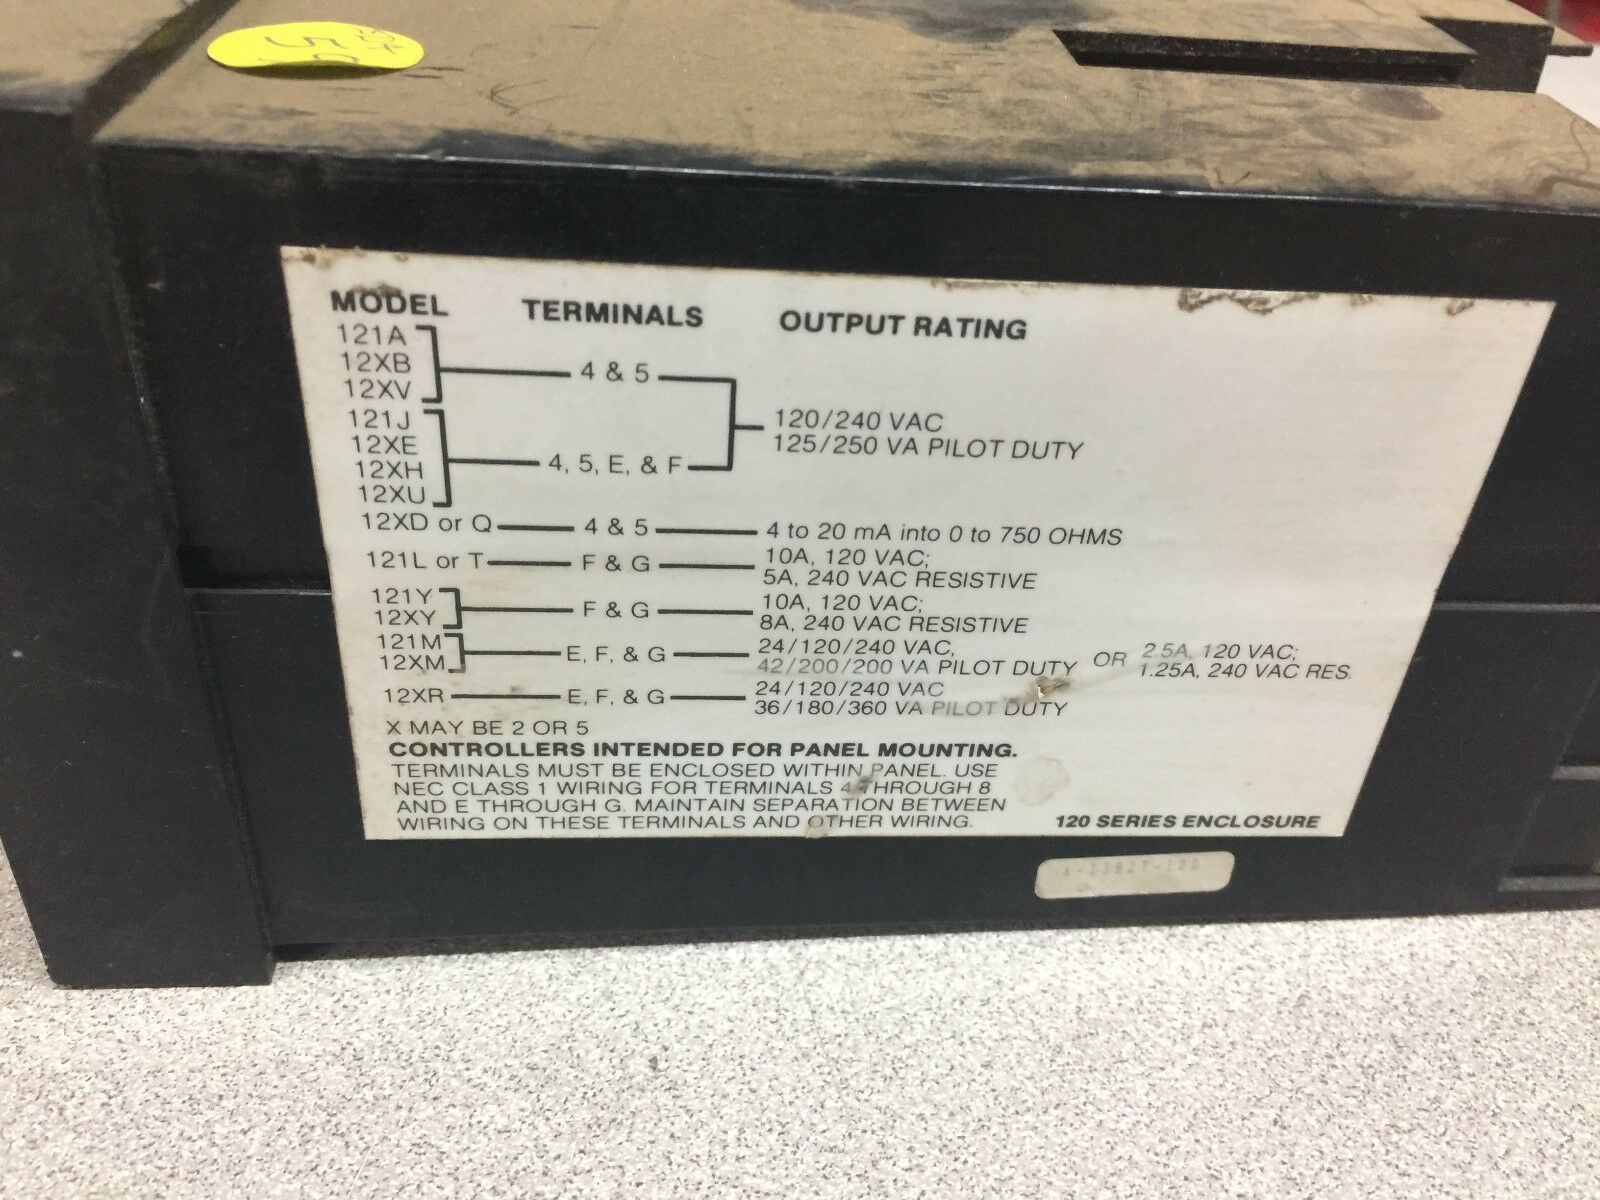 MODEL TERMINALS OUTPUT RATING
121A
12XB
12XV
4 & 5
121J
12XE
12XH
12XU
4, 5, E, & F
120/240 VAC
125/250 VA PILOT DUTY
12XD or Q 4 & 5 4 to 20 mA into 0 to 750 OHMS
121L or T F & G 10A, 120 VAC;
5A, 240 VAC RESISTIVE
121Y
12XY
F & G 10A, 120 VAC;
8A, 240 VAC RESISTIVE
121M
12XM
E, F, & G 24/120/240 VAC,
42/200/200 VA PILOT DUTY OR 2.5A, 120 VAC;
1.25A, 240 VAC RES.
12XR E, F, & G 24/120/240 VAC
36/180/360 VA PILOT DUTY
X MAY BE 2 OR 5
CONTROLLERS INTENDED FOR PANEL MOUNTING.
TERMINALS MUST BE ENCLOSED WITHIN PANEL. USE
NEC CLASS 1 WIRING FOR TERMINALS 4 THROUGH 8
AND E THROUGH G. MAINTAIN SEPARATION BETWEEN
WIRING ON THESE TERMINALS AND OTHER WIRING.
120 SERIES ENCLOSURE